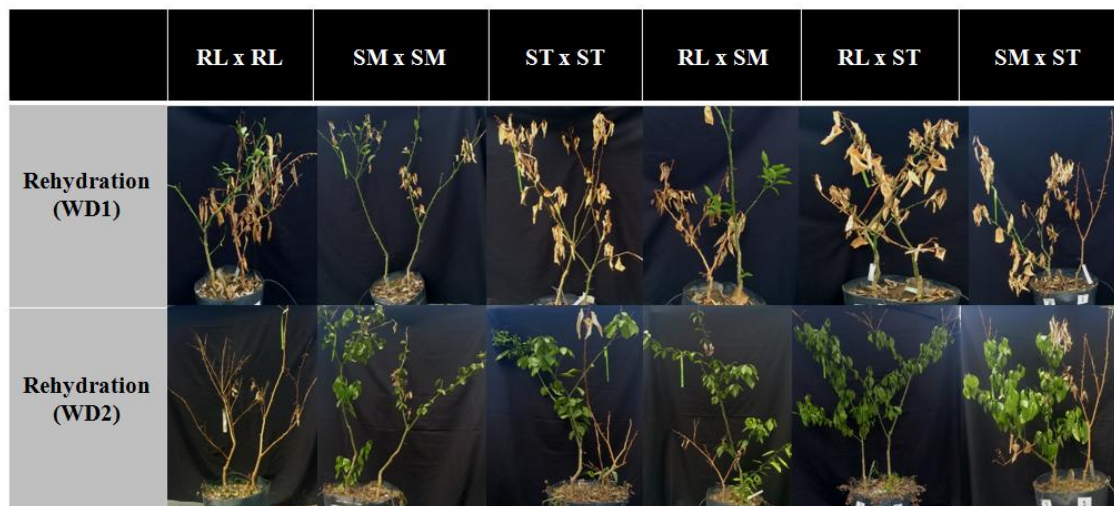 RL x RL
SM x SM
ST x ST
RL x SM
RL x ST
SM x ST
Rehydration
(WD1)
Rehydration
(WD2)